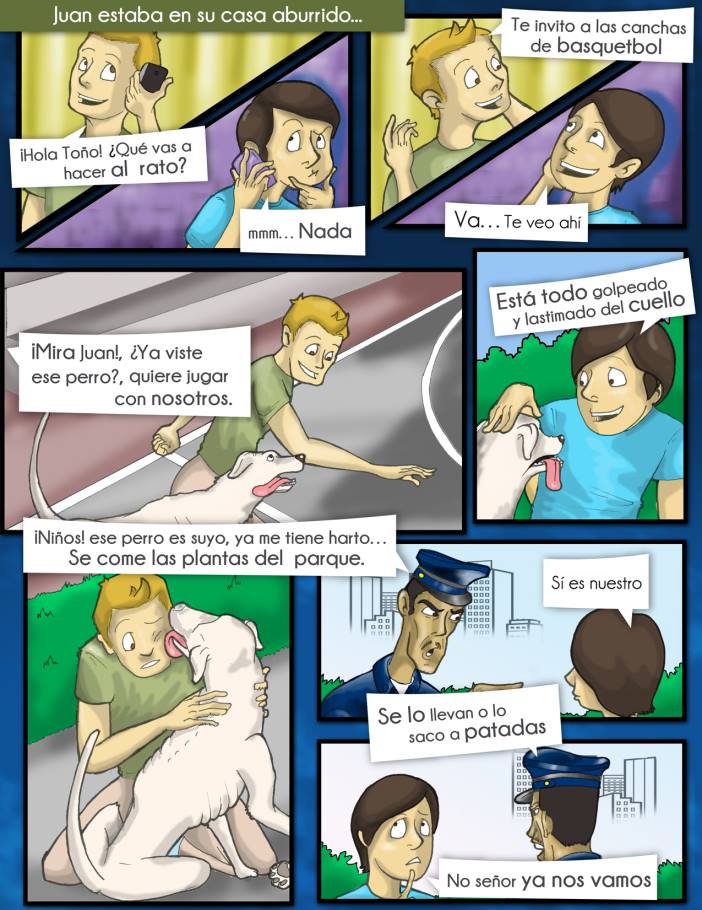 Juan estaba en su casa aburrido...
¡Hola Toño! ¿Qué vas a
hacer al rato?
mmm... Nada
Te invito a las canchas
de basquetbol
Va... Te veo ahí
¡Mira Juan!, ¿Ya viste
ese perro?, quiere jugar
con nosotros.
Está todo golpeado
y lastimado del cuello
¡Niños! ese perro es suyo, ya me tiene harto...
Se come las plantas del parque.
Sí es nuestro
Se lo llevan o lo
saco a patadas
No señor ya nos vamos